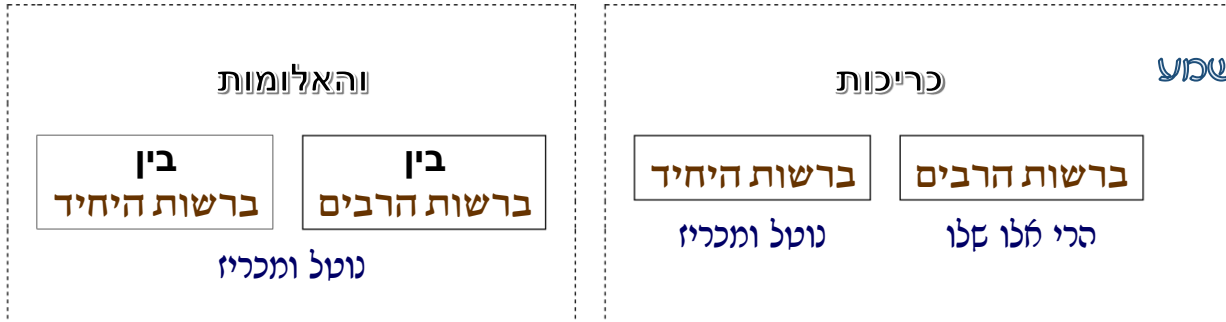 שמע
כריכות
ברשות הרבים
הרי אלו שלו
ברשות היחיד
נוטל ומכריז
והאלומות
בין
ברשות הרבים
בין
ברשות היחיד
נוטל ומכריז